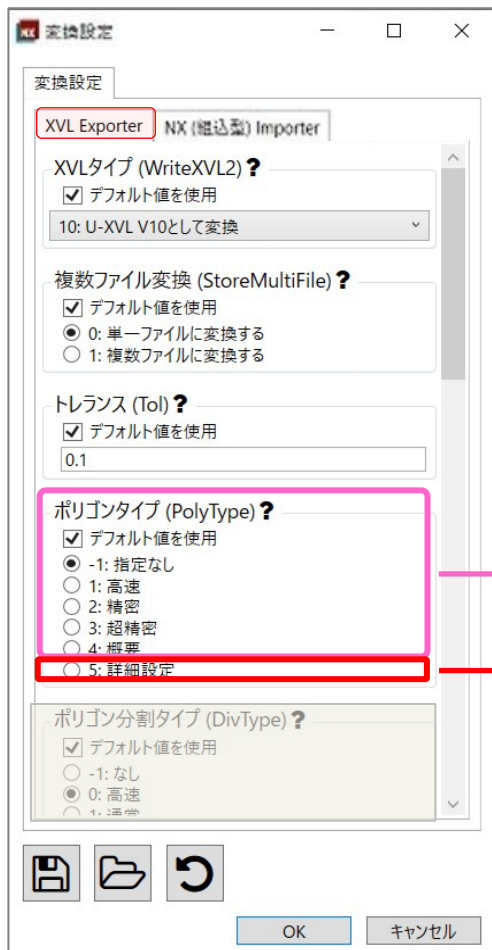 変換設定
変換設定
XVL Exporter
NX (組込型) Importer
XVLタイプ (WriteXVL2) ?
デフォルト値を使用
10: U-XVL V10として変換
複数ファイル変換 (StoreMultiFile) ?
デフォルト値を使用
0: 単一ファイルに変換する
1: 複数ファイルに変換する
トレランス (Tol) ?
デフォルト値を使用
0.1
ポリゴンタイプ (PolyType) ?
デフォルト値を使用
-1: 指定なし
1: 高速
2: 精密
3: 超精密
4: 概要
5: 詳細設定
ポリゴン分割タイプ (DivType) ?
デフォルト値を使用
-1: なし
0: 高速
1: 通常
OK
キャンセル